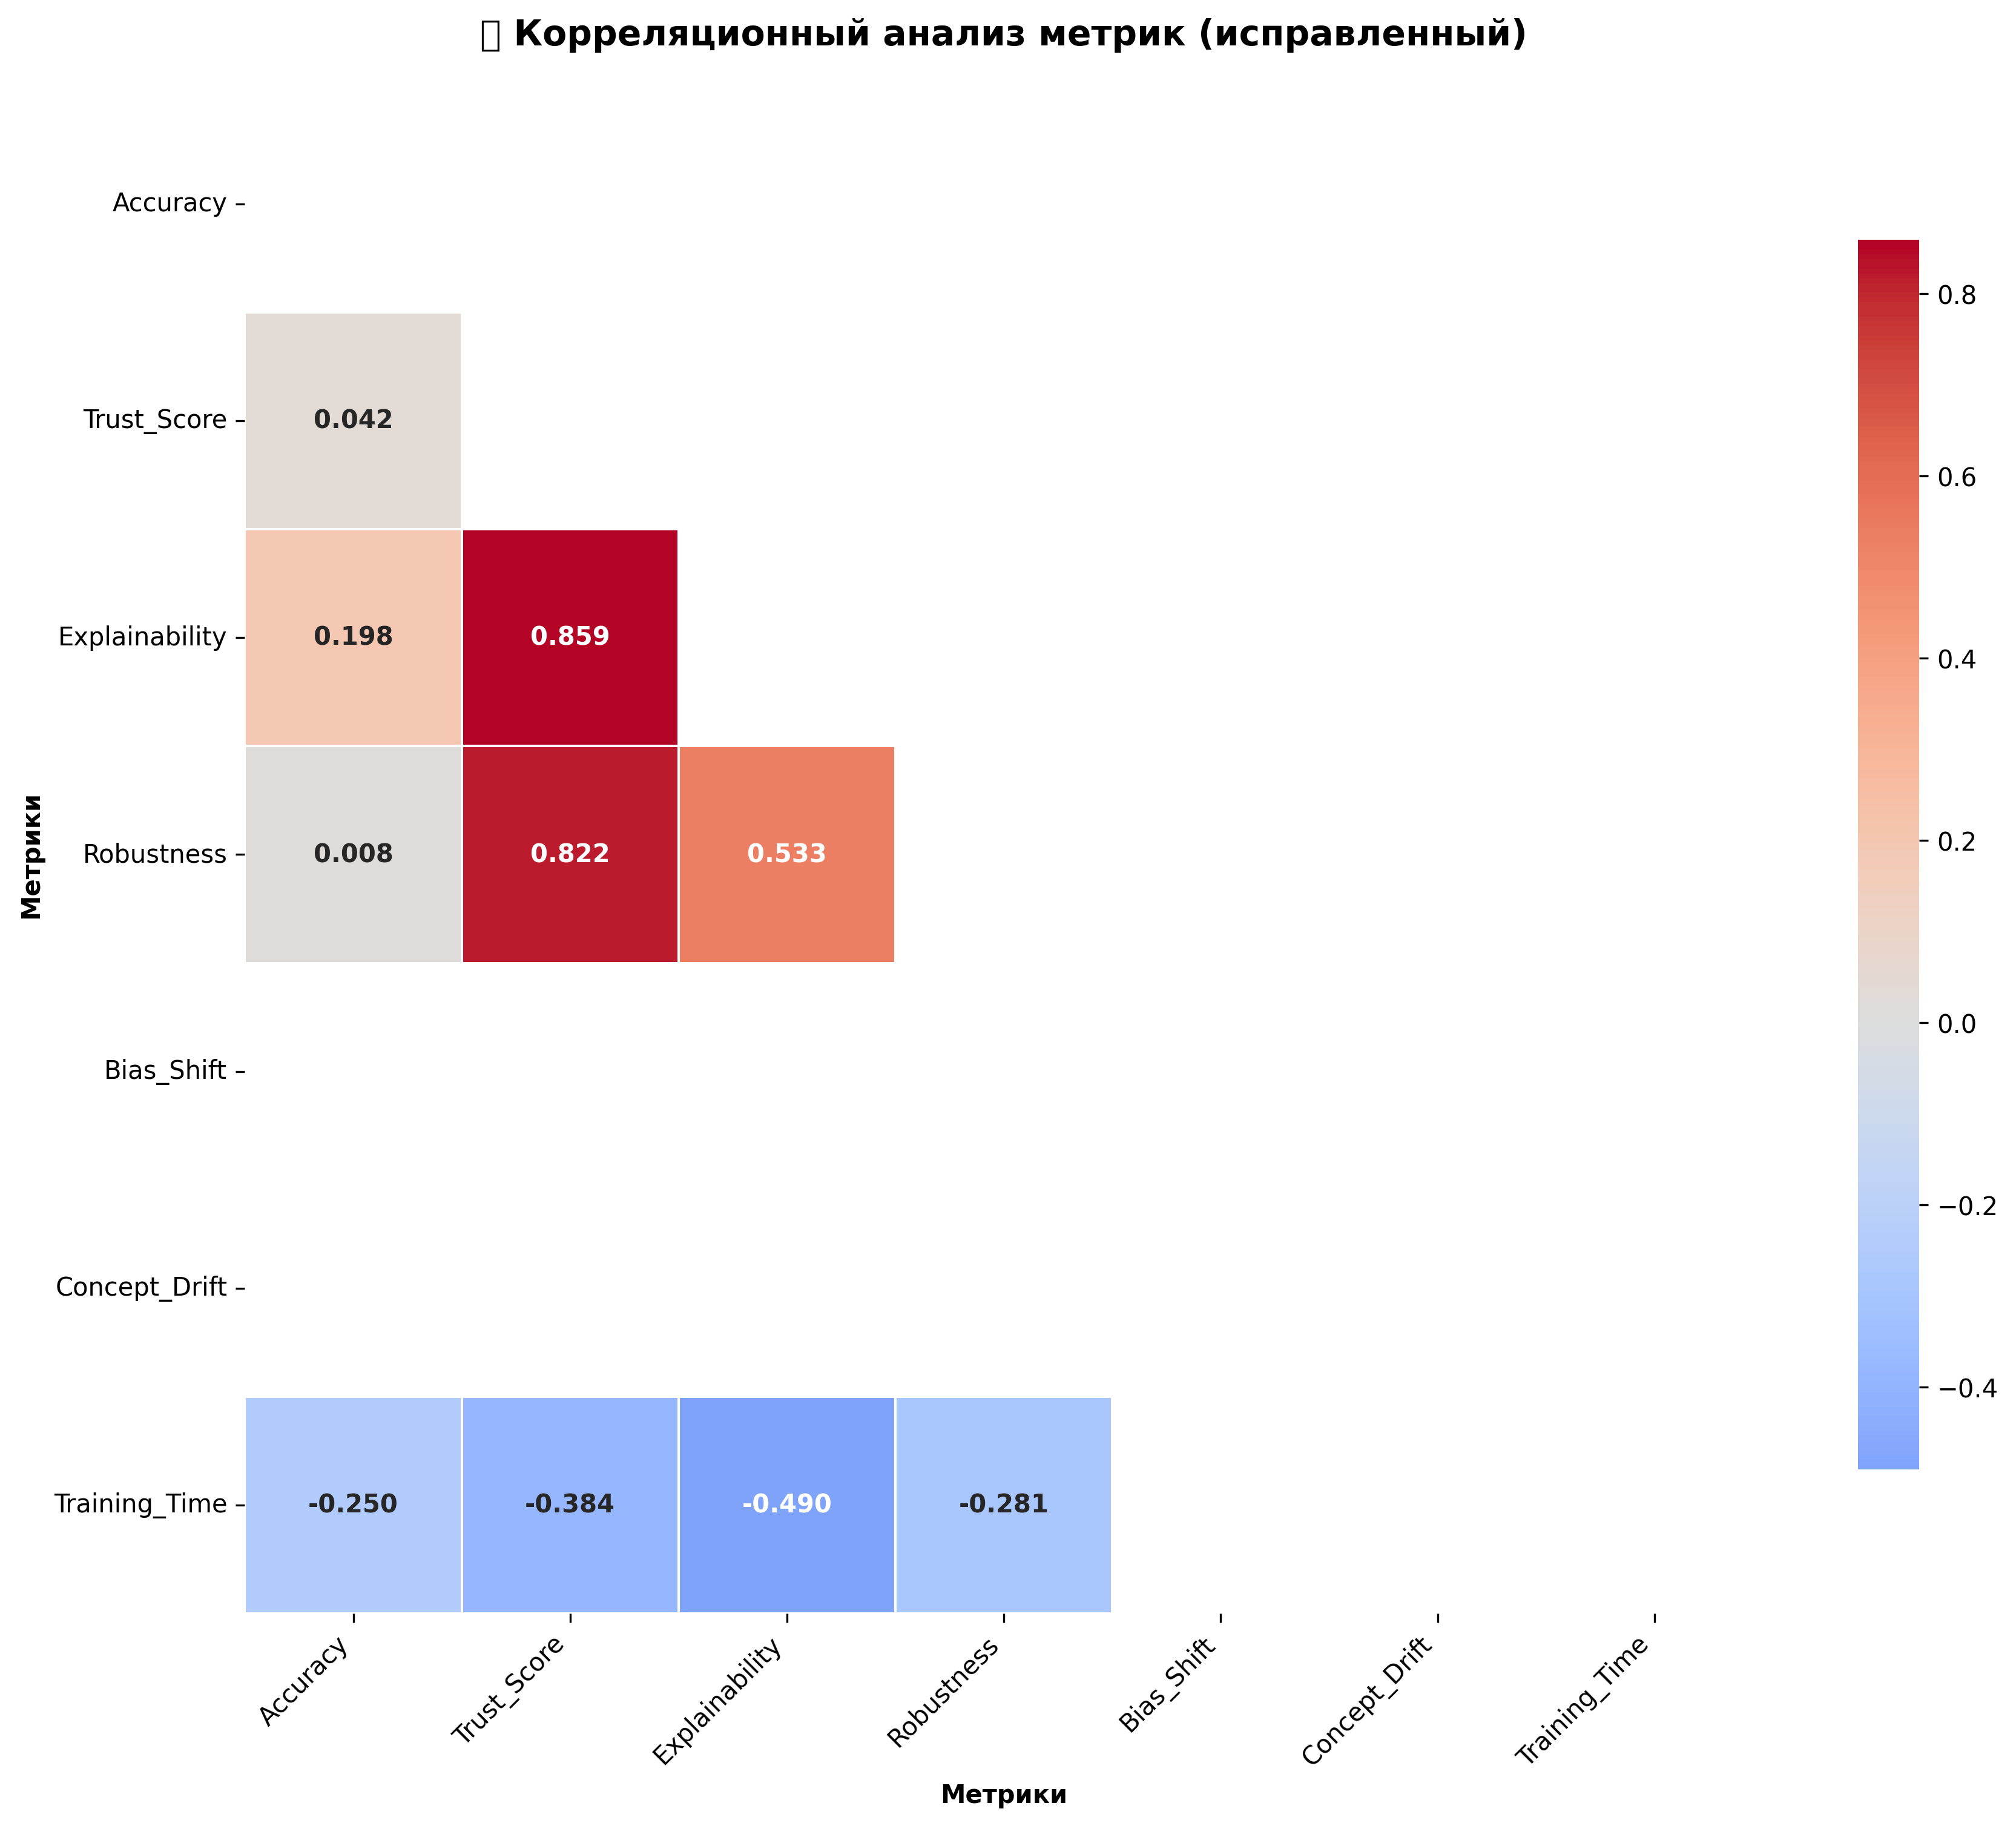 Корреляционный анализ метрик (исправленный)
Accuracy
Trust_Score
0.042
Explainability
0.198 0.859
Robustness
0.008 0.822 0.533
Bias_Shift
Concept_Drift
Training_Time
-0.250 -0.384 -0.490 -0.281
Метрики
Accuracy
Trust_Score
Explainability
Robustness
Bias_Shift
Concept_Drift
Training_Time
Метрики
0.8
0.6
0.4
0.2
0.0
−0.2
−0.4